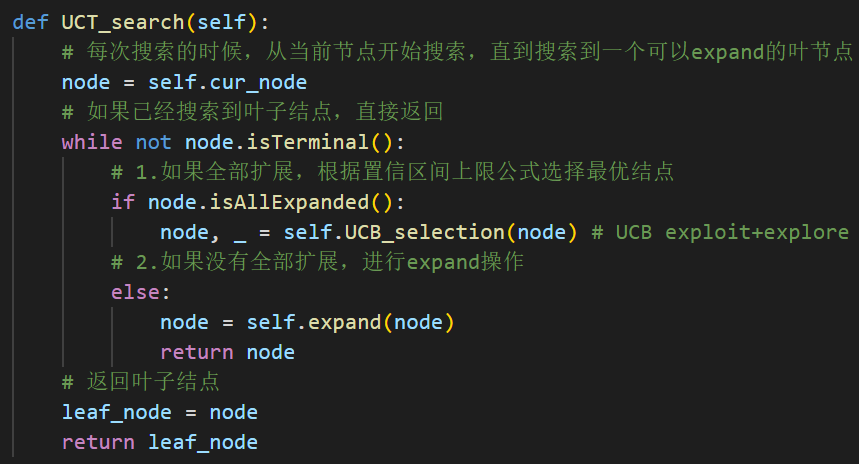 def UCT_search(self):
    # 每次搜索的时候，从当前节点开始搜索，直到搜索到一个可以expand的叶节点
    node = self.cur_node
    # 如果已经搜索到叶子结点，直接返回
    while not node.isTerminal():
        # 1.如果全部扩展，根据置信区间上限公式选择最优结点
        if node.isAllExpanded():
            node, _ = self.UCB_selection(node) # UCB exploit+explore
        # 2.如果没有全部扩展，进行expand操作
        else:
            node = self.expand(node)
            return node
    # 返回叶子结点
    leaf_node = node
    return leaf_node